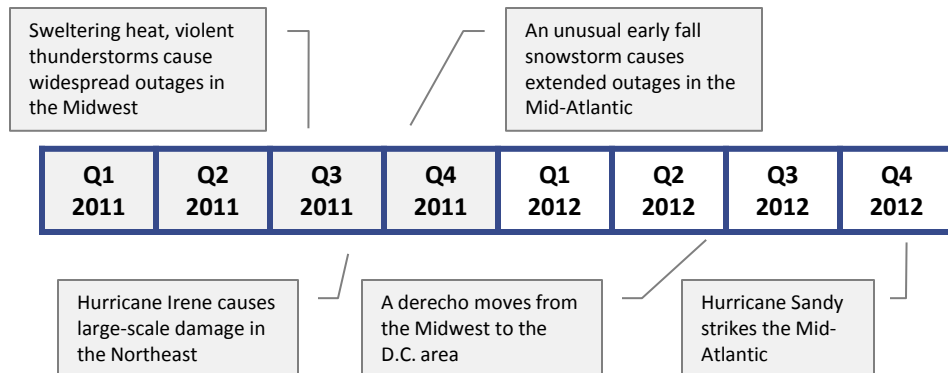 Sweltering heat, violent
thunderstorms cause
widespread outages in
the Midwest
An unusual early fall
snowstorm causes
extended outages in the
Mid-Atlantic
Q1
2011
Q2
2011
Q3
2011
Q4
2011
Q1
2012
Q2
2012
Q3
2012
Q4
2012
Hurricane Irene causes
large-scale damage in
the Northeast
A derecho moves from
the Midwest to the
D.C. area
Hurricane Sandy
strikes the Mid-
Atlantic